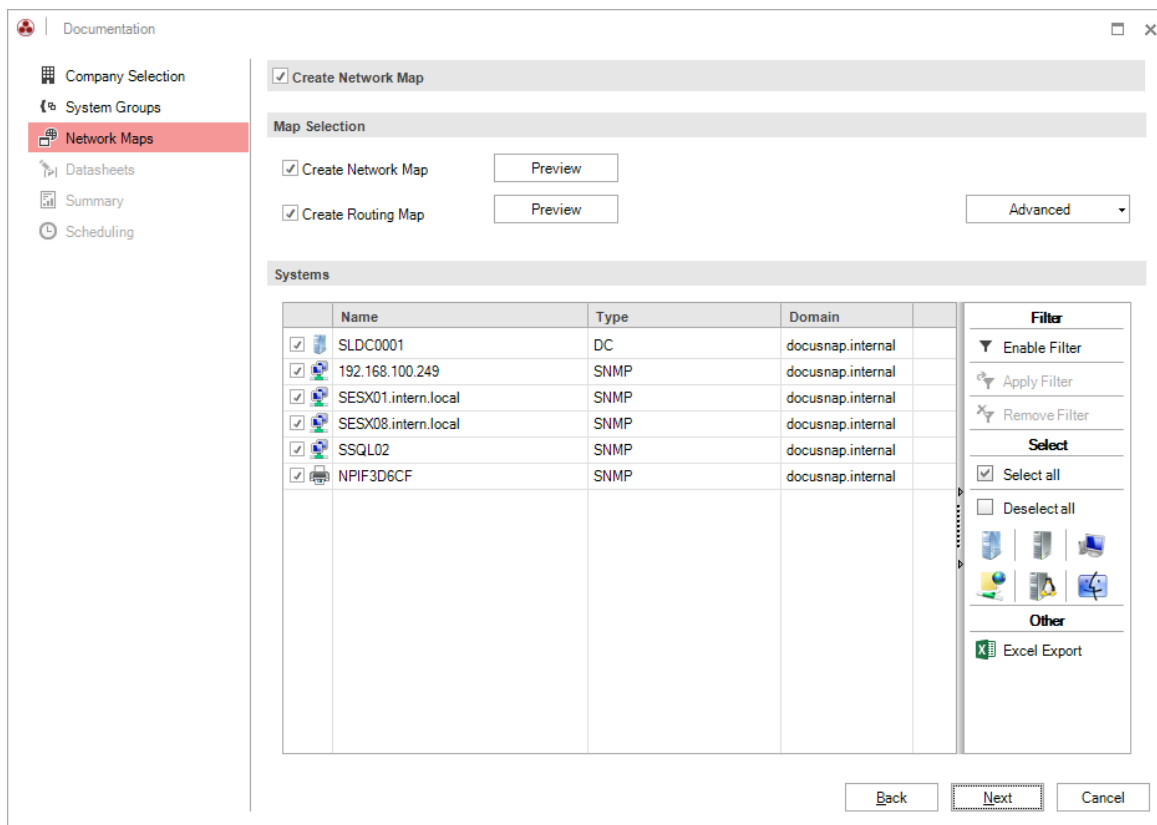 Documentation
Company Selection
System Groups
Network Maps
Datasheets
Summary
Scheduling
Create Network Map
Map Selection
Create Network Map Preview
Create Routing Map Preview Advanced
Systems
Name Type Domain
SLDC0001 DC docusnap.internal
192.168.100.249 SNMP docusnap.internal
SESX01.intern.local SNMP docusnap.internal
SESX08.intern.local SNMP docusnap.internal
SSQL02 SNMP docusnap.internal
NPIF3D6CF SNMP docusnap.internal
Filter
Enable Filter
Apply Filter
Remove Filter
Select
Select all
Deselect all
Other
Excel Export
Back Next Cancel